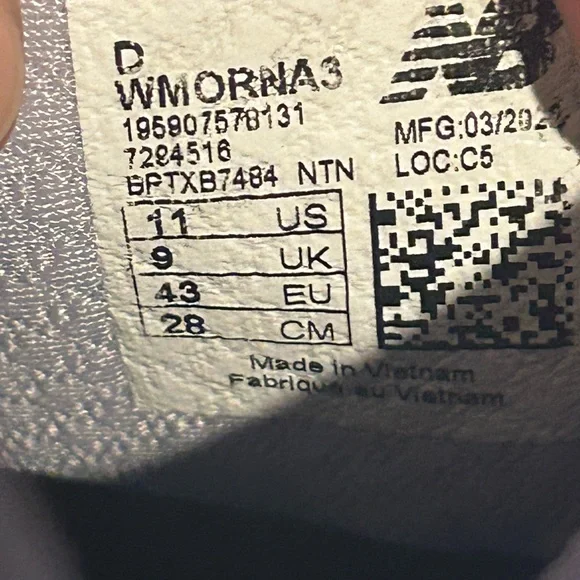 D
WMORNA3
195907578131
7284516
BPTXB7484 NTN
MFG:03/202
LOC:C5
11 US
9 UK
43 EU
28 CM
Made in Vietnam
Fabriqué au Vietnam